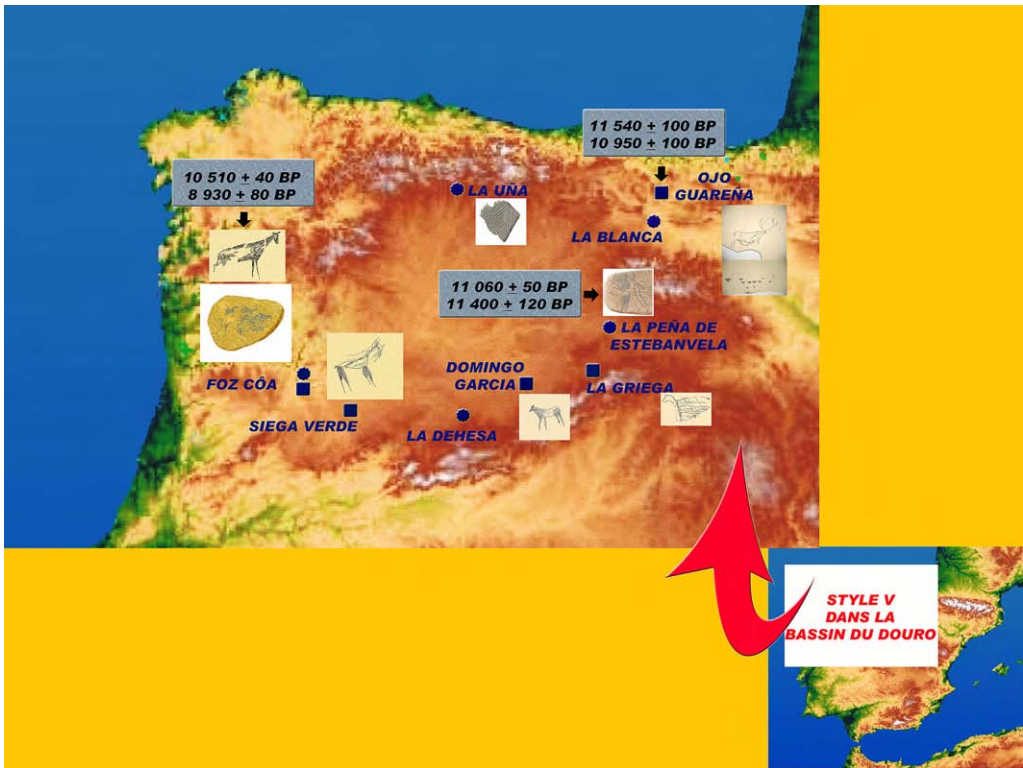 11 540 ± 100 BP
10 950 ± 100 BP
10 510 ± 40 BP
8 930 ± 80 BP
LA UÑA
OJO
GUAREÑA
LA BLANCA
11 060 ± 50 BP
11 400 ± 120 BP
LA PEÑA DE
ESTEBANVELA
DOMINGO
GARCIA
LA GRIEGA
FOZ CÔA
SIEGA VERDE
LA DEHESA
STYLE V
DANS LA
BASSIN DU DOURO